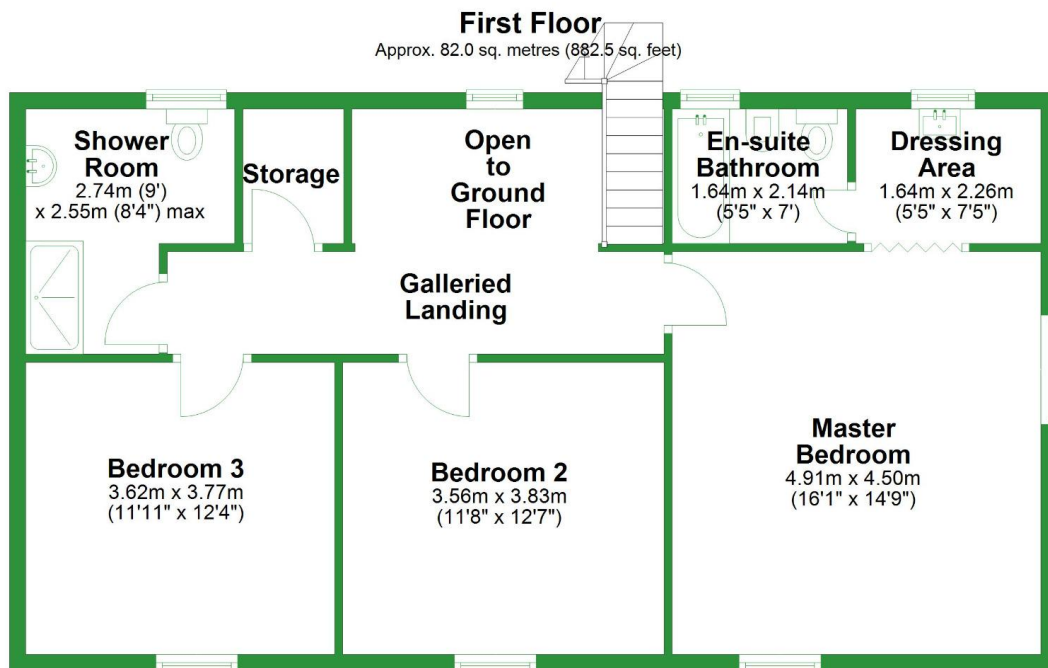 First Floor
Approx. 82.0 sq. metres (882.5 sq. feet)
Shower
Room
2.74m (9')
x 2.55m (8'4") max
Storage
Open
to
Ground
Floor
En-suite
Bathroom
1.64m x 2.14m
(5'5" x 7')
Dressing
Area
1.64m x 2.26m
(5'5" x 7'5")
Galleried
Landing
Bedroom 3
3.62m x 3.77m
(11'11" x 12'4")
Bedroom 2
3.56m x 3.83m
(11'8" x 12'7")
Master
Bedroom
4.91m x 4.50m
(16'1" x 14'9")